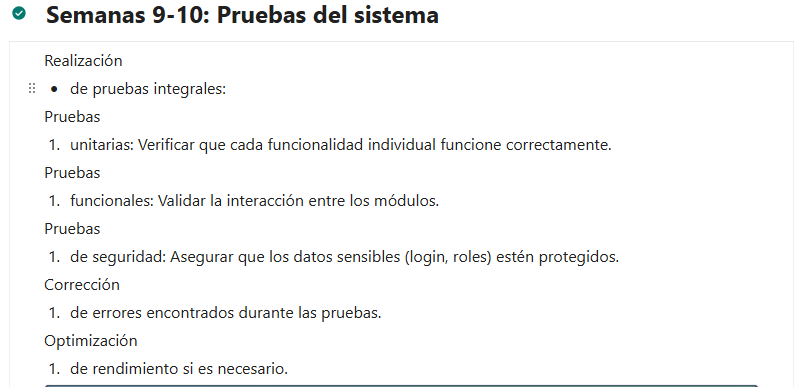 Semanas 9-10: Pruebas del sistema
Realización
• de pruebas integrales:
Pruebas
1. unitarias: Verificar que cada funcionalidad individual funcione correctamente.
Pruebas
1. funcionales: Validar la interacción entre los módulos.
Pruebas
1. de seguridad: Asegurar que los datos sensibles (login, roles) estén protegidos.
Corrección
1. de errores encontrados durante las pruebas.
Optimización
1. de rendimiento si es necesario.